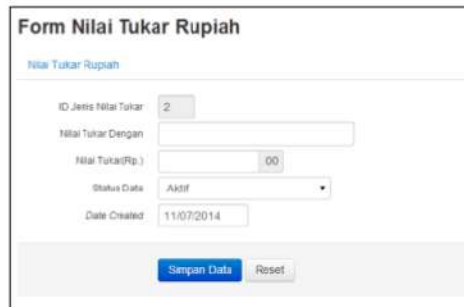 Form Nilai Tukar Rupiah
Nilai Tukar Rupiah
ID Jenis Nilai Tukar 2
Nilai Tukar Dengan
Nilai Tukar(Rp.) 00
Status Data Aktif
Date Created 11/07/2014
Simpan Data Reset